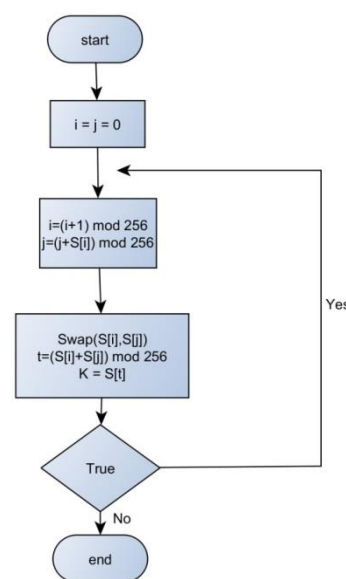 start
i = j = 0
i=(i+1) mod 256
j=(j+S[i]) mod 256
Yes
Swap(S[i],S[j])
t=(S[i]+S[j]) mod 256
K = S[t]
True
No
end